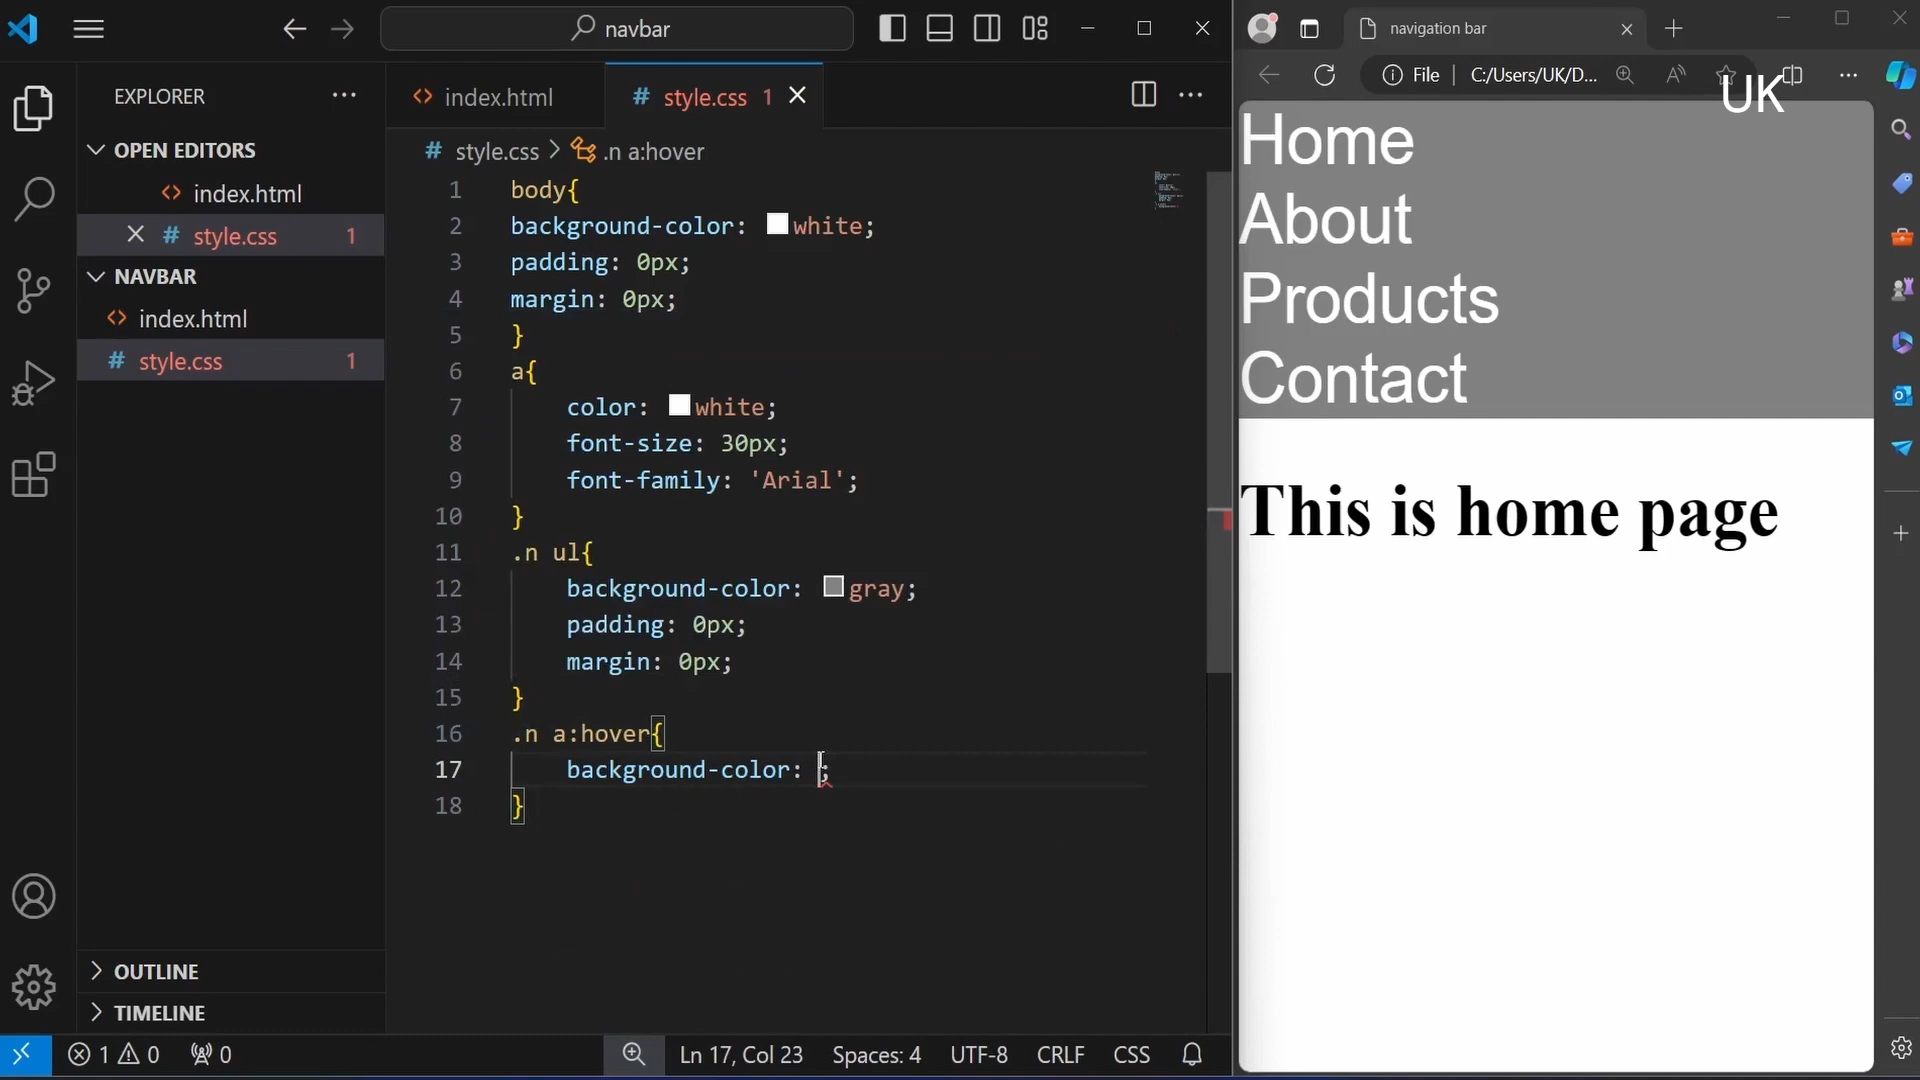 navbar
EXPLORER
OPEN EDITORS
index.html
style.css 1
NAVBAR
index.html
style.css 1
OUTLINE
TIMELINE
index.html
style.css 1
style.css > .n a:hover
1 body{
2 background-color: white;
3 padding: 0px;
4 margin: 0px;
5 }
6 a{
7 color: white;
8 font-size: 30px;
9 font-family: 'Arial';
10 }
11 .n ul{
12 background-color: gray;
13 padding: 0px;
14 margin: 0px;
15 }
16 .n a:hover{
17 background-color: ;
18 }
1 0 0
Ln 17, Col 23 Spaces: 4 UTF-8 CRLF CSS
navigation bar
File C:/Users/UK/D...
UK
Home
About
Products
Contact
This is home page